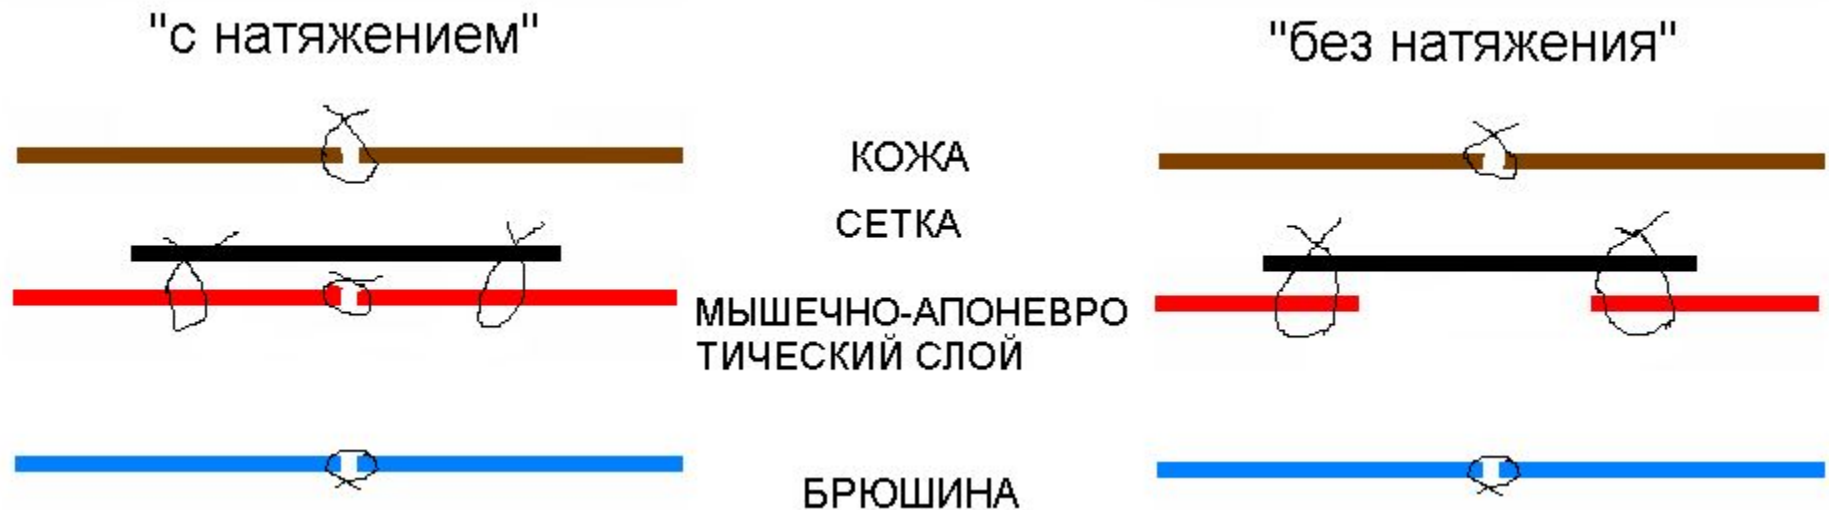 "с натяжением"
"без натяжения"
КОЖА
СЕТКА
МЫШЕЧНО-АПОНЕВРО
ТИЧЕСКИЙ СЛОЙ
БРЮШИНА